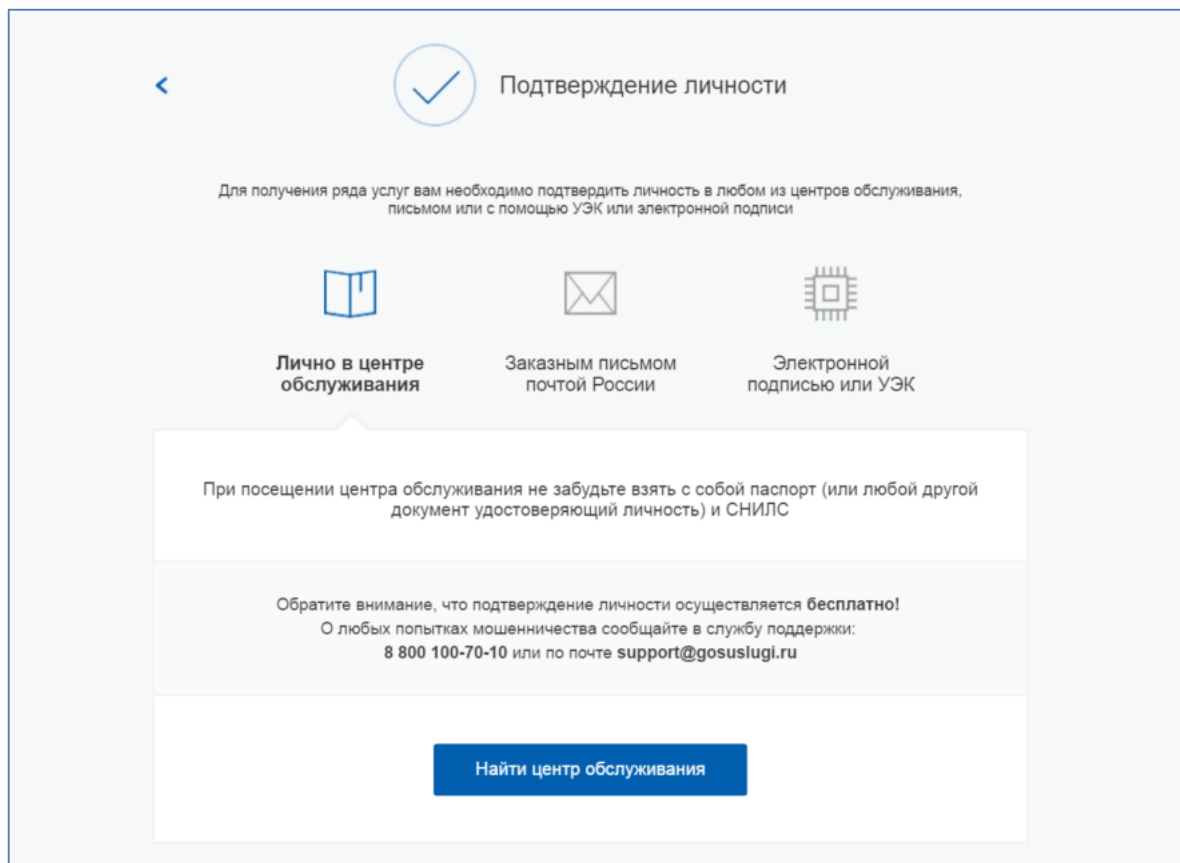 Подтверждение личности
Для получения ряда услуг вам необходимо подтвердить личность в любом из центров обслуживания,
письмом или с помощью УЭК или электронной подписи
Лично в центре
обслуживания
Заказным письмом
почтой России
Электронной
подписью или УЭК
При посещении центра обслуживания не забудьте взять с собой паспорт (или любой другой
документ удостоверяющий личность) и СНИЛС
Обратите внимание, что подтверждение личности осуществляется бесплатно!
О любых попытках мошенничества сообщайте в службу поддержки:
8 800 100-70-10 или по почте support@gosuslugi.ru
Найти центр обслуживания